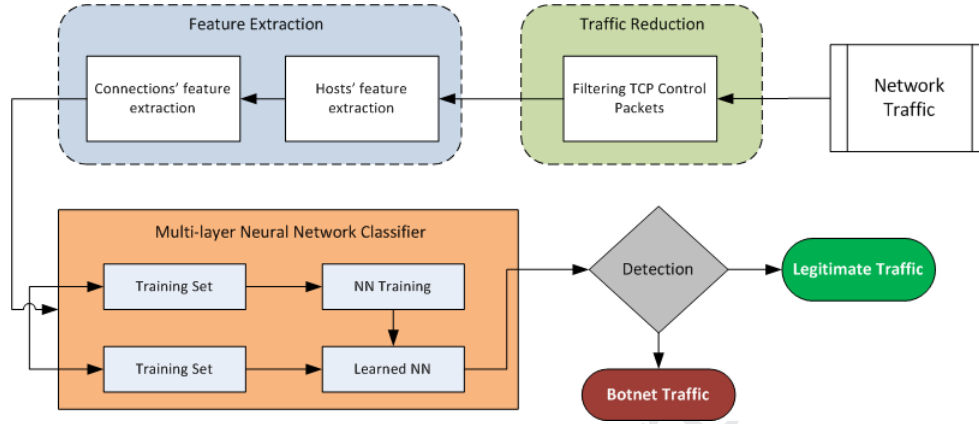 Feature Extraction
Traffic Reduction
Connections' feature
extraction
Hosts' feature
extraction
Filtering TCP Control
Packets
Network
Traffic
Multi-layer Neural Network Classifier
Training Set
NN Training
Training Set
Learned NN
Detection
Legitimate Traffic
Botnet Traffic